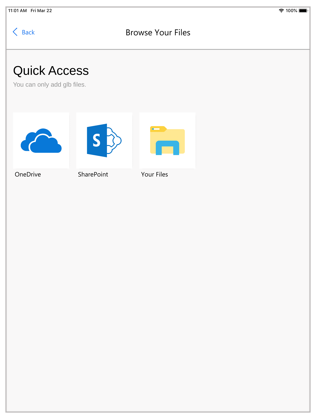 11:01 AM Fri Mar 22
100%
Back
Browse Your Files
Quick Access
You can only add glb files.
S
OneDrive
SharePoint
Your Files